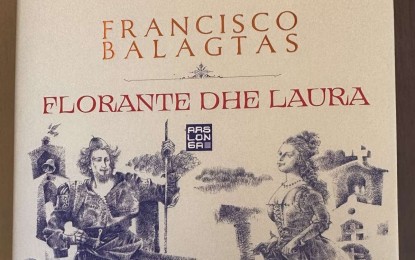 FRANCISCO
BALAGTAS
FLORANTE DHE LAURA
ARS
LON
GA